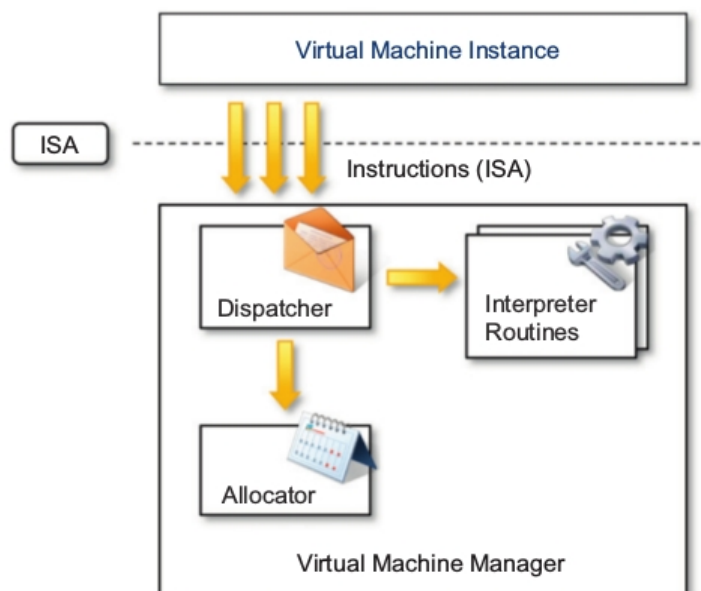 Virtual Machine Instance
ISA
Instructions (ISA)
Dispatcher
Interpreter
Routines
Allocator
Virtual Machine Manager